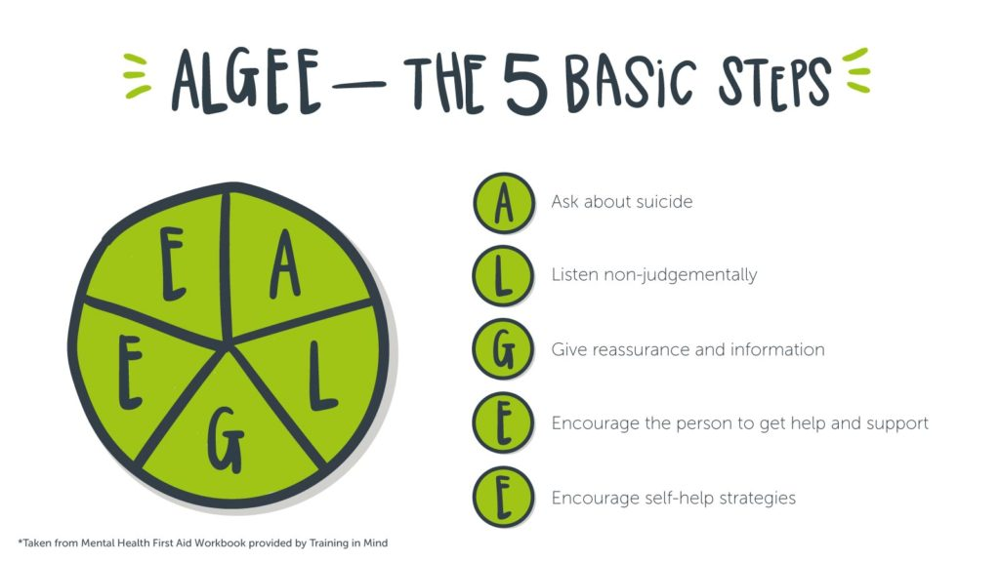 ALGEE — THE 5 BASiC STEPS
E A
E L
G
A Ask about suicide
L Listen non-judgementally
G Give reassurance and information
E Encourage the person to get help and support
E Encourage self-help strategies
*Taken from Mental Health First Aid Workbook provided by Training in Mind